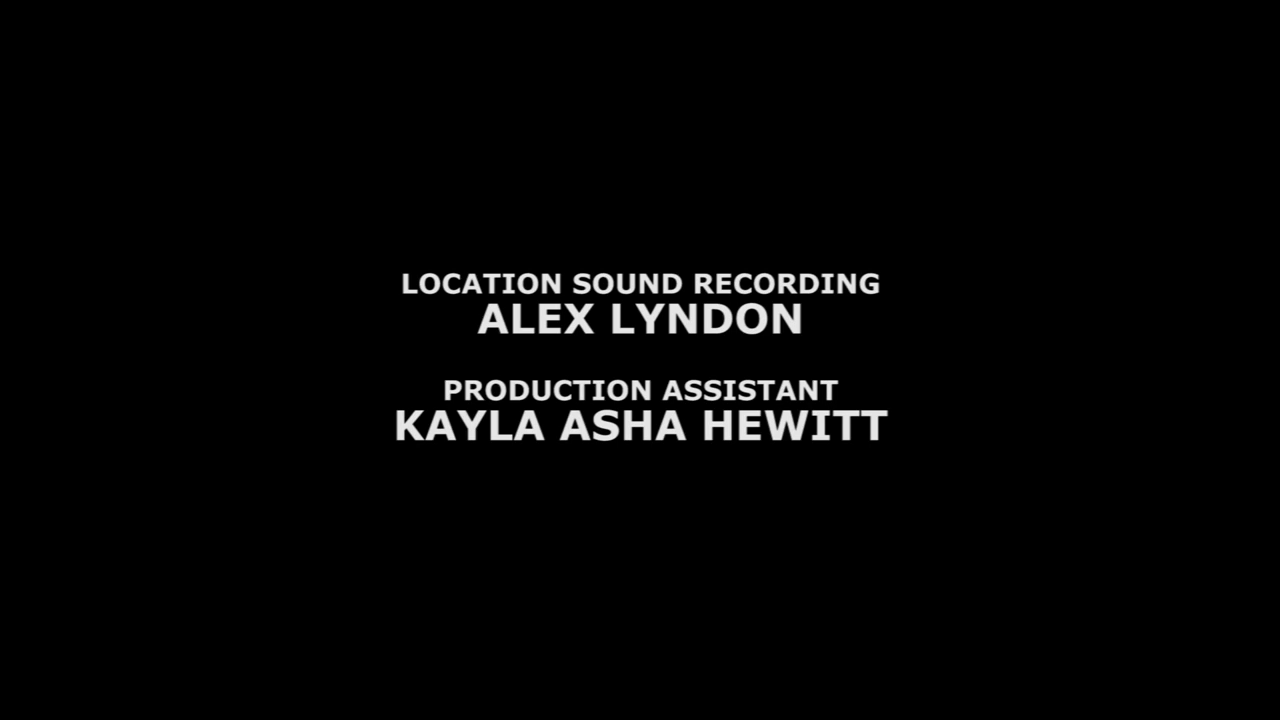 LOCATION SOUND RECORDING
ALEX LYNDON
PRODUCTION ASSISTANT
KAYLA ASHA HEWITT